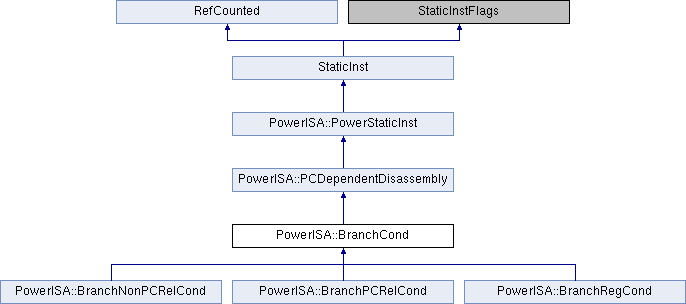 RefCounted
StaticInstFlags
StaticInst
PowerISA::PowerStaticInst
PowerISA::PCDependentDisassembly
PowerISA::BranchCond
PowerISA::BranchNonPCRelCond
PowerISA::BranchPCRelCond
PowerISA::BranchRegCond